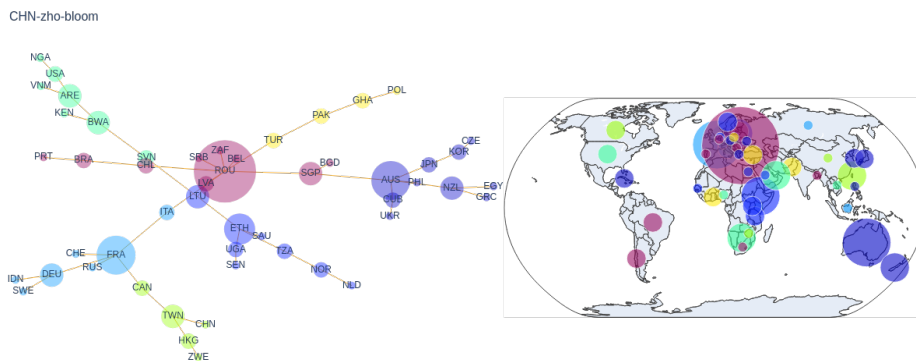 CHN-zho-bloom
NGA
USA
VNM
ARE
KEN
BWA
POL
GHA
PAK
TUR
PRT
BRA
SVN
CHL
SRB
ZAF
BEL
ROU
LVA
LTU
BGD
SGP
CZE
KOR
JPN
AUS
PHL
CUB
UKR
NZL
EGY
GRC
ITA
ETH
SAU
UGA
SEN
TZA
NOR
NLD
CHE
FRA
RUS
DEU
IDN
SWE
CAN
TWN
CHN
HKG
ZWE